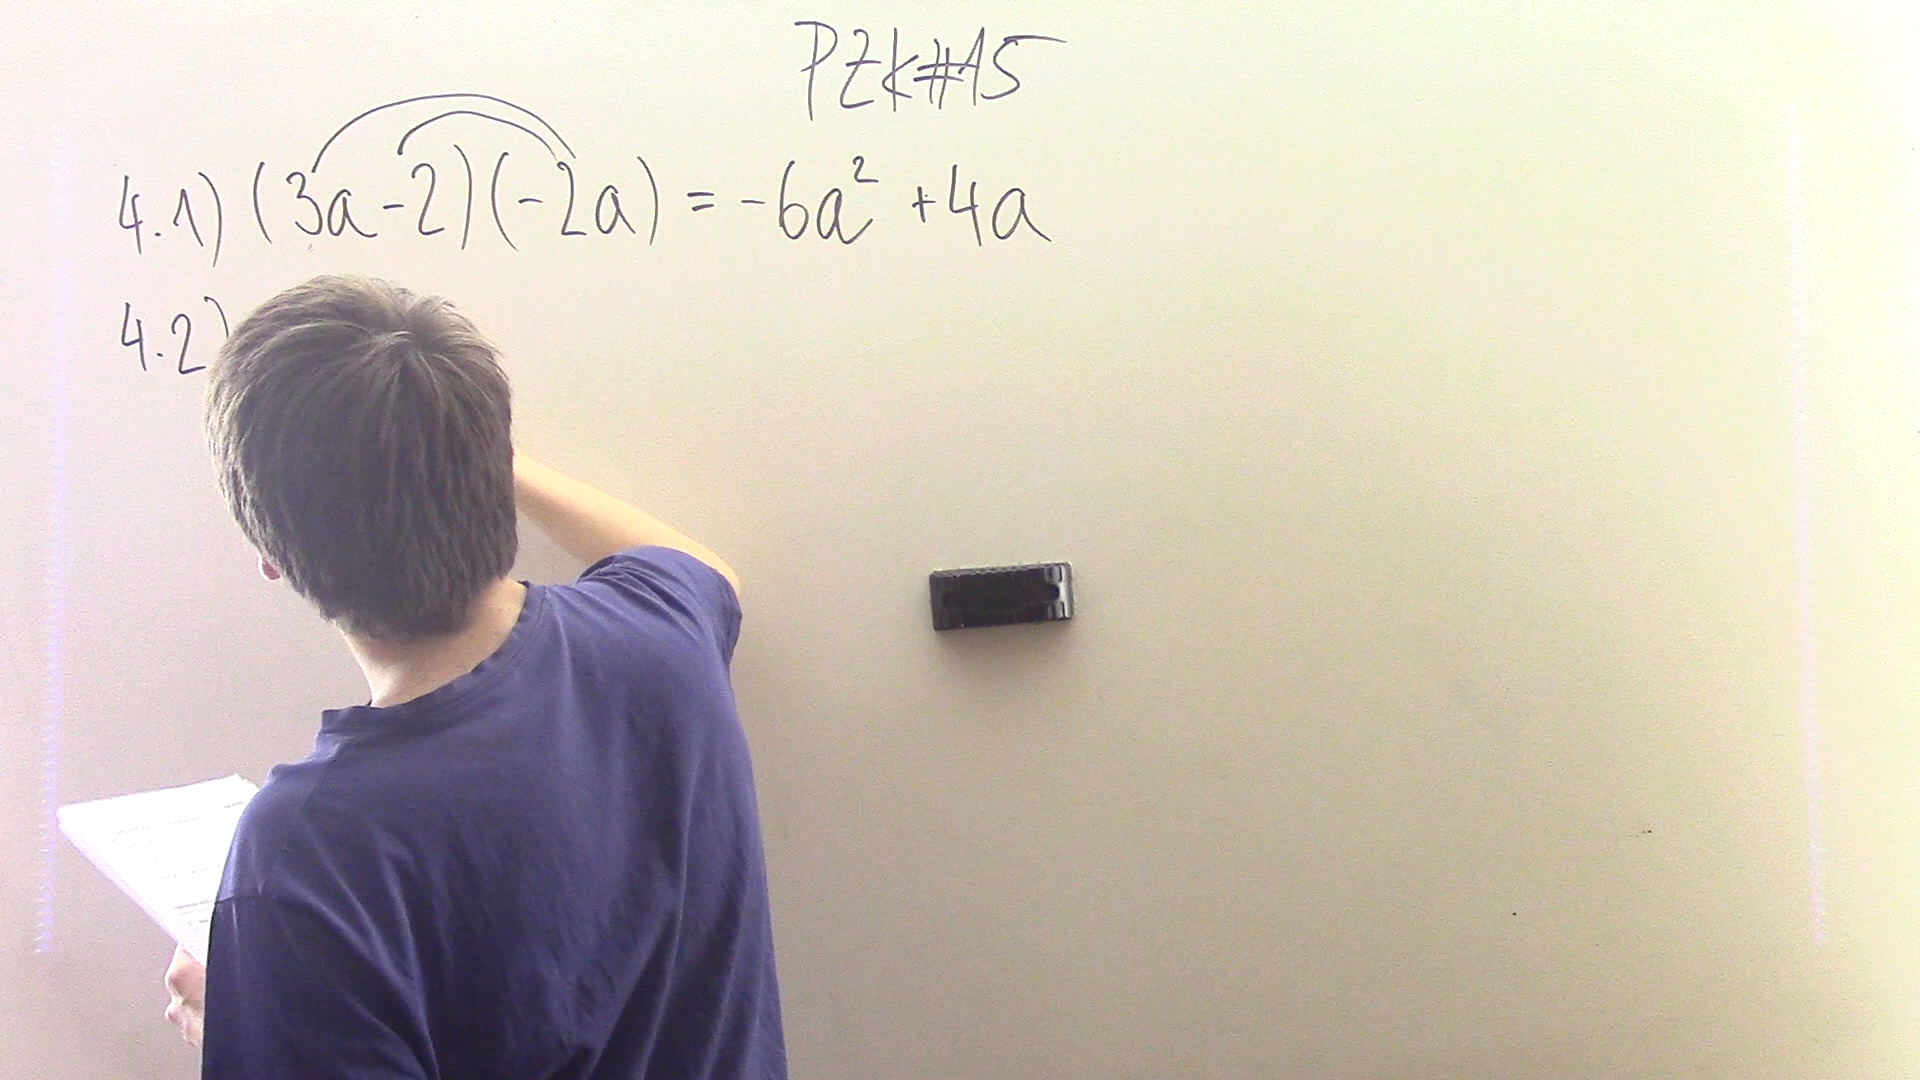 PZK#15
4.1) (3a-2)(-2a) = -6a² +4a
4.2)